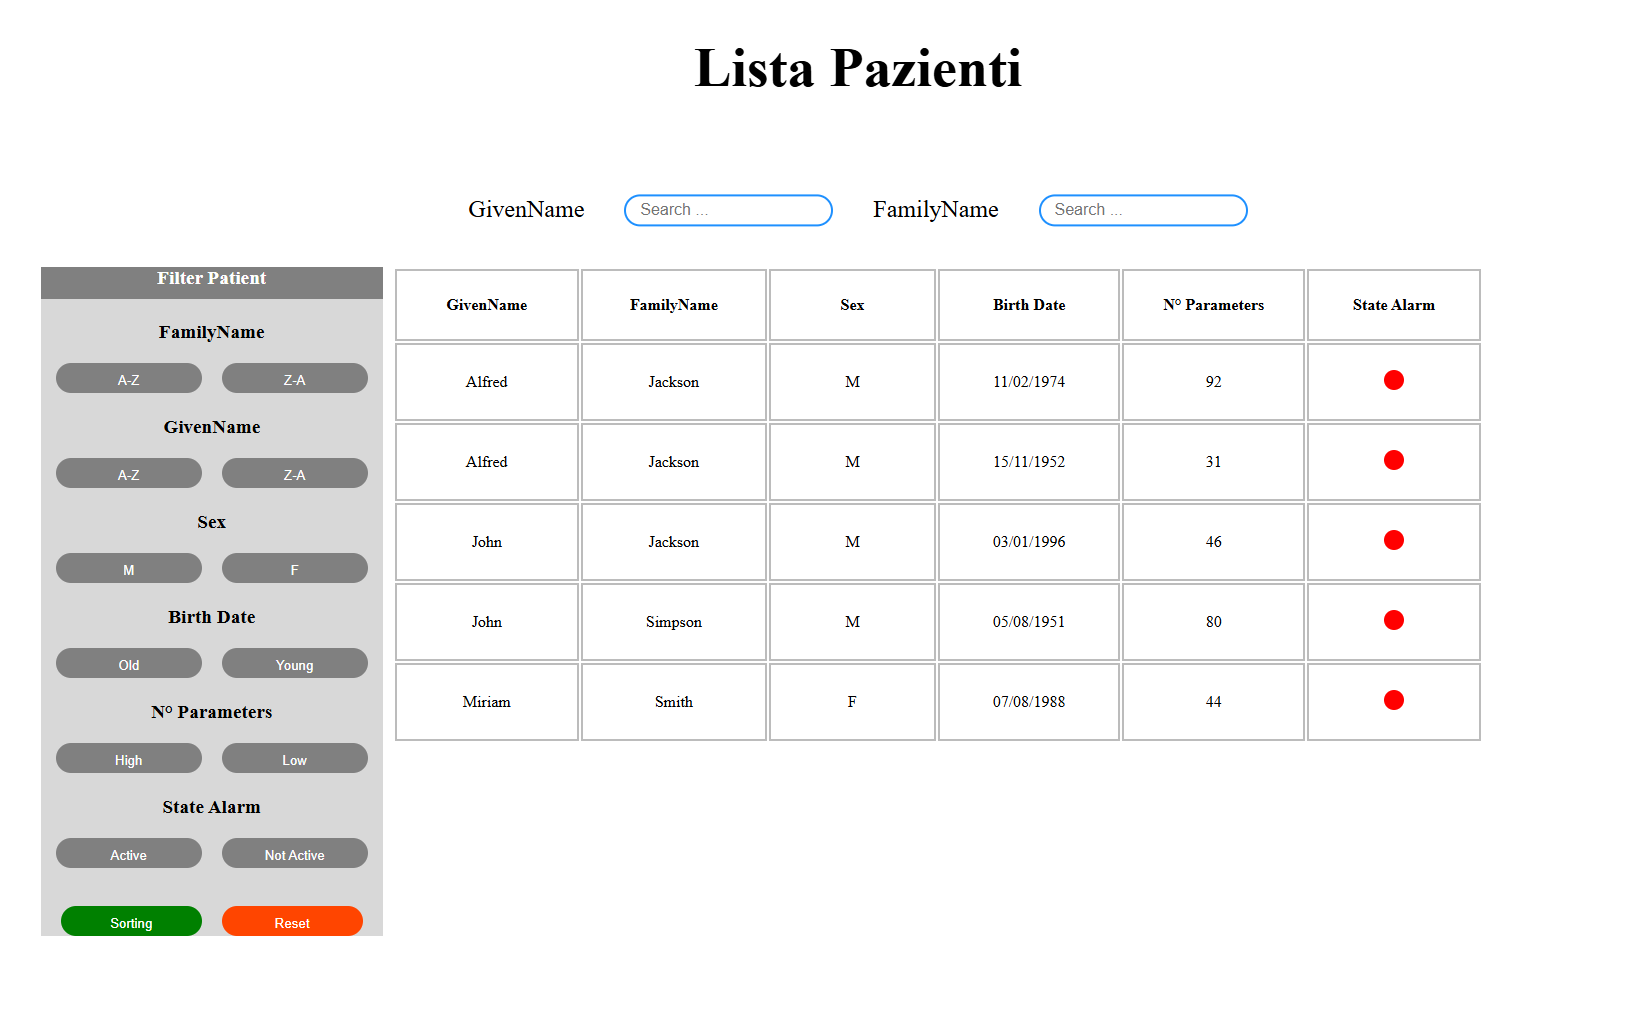 Lista Pazienti
GivenName Search ... FamilyName Search ...
Filter Patient
FamilyName
A-Z Z-A
GivenName
A-Z Z-A
Sex
M F
Birth Date
Old Young
N° Parameters
High Low
State Alarm
Active Not Active
Sorting Reset
GivenName FamilyName Sex Birth Date N° Parameters State Alarm
Alfred Jackson M 11/02/1974 92
Alfred Jackson M 15/11/1952 31
John Jackson M 03/01/1996 46
John Simpson M 05/08/1951 80
Miriam Smith F 07/08/1988 44